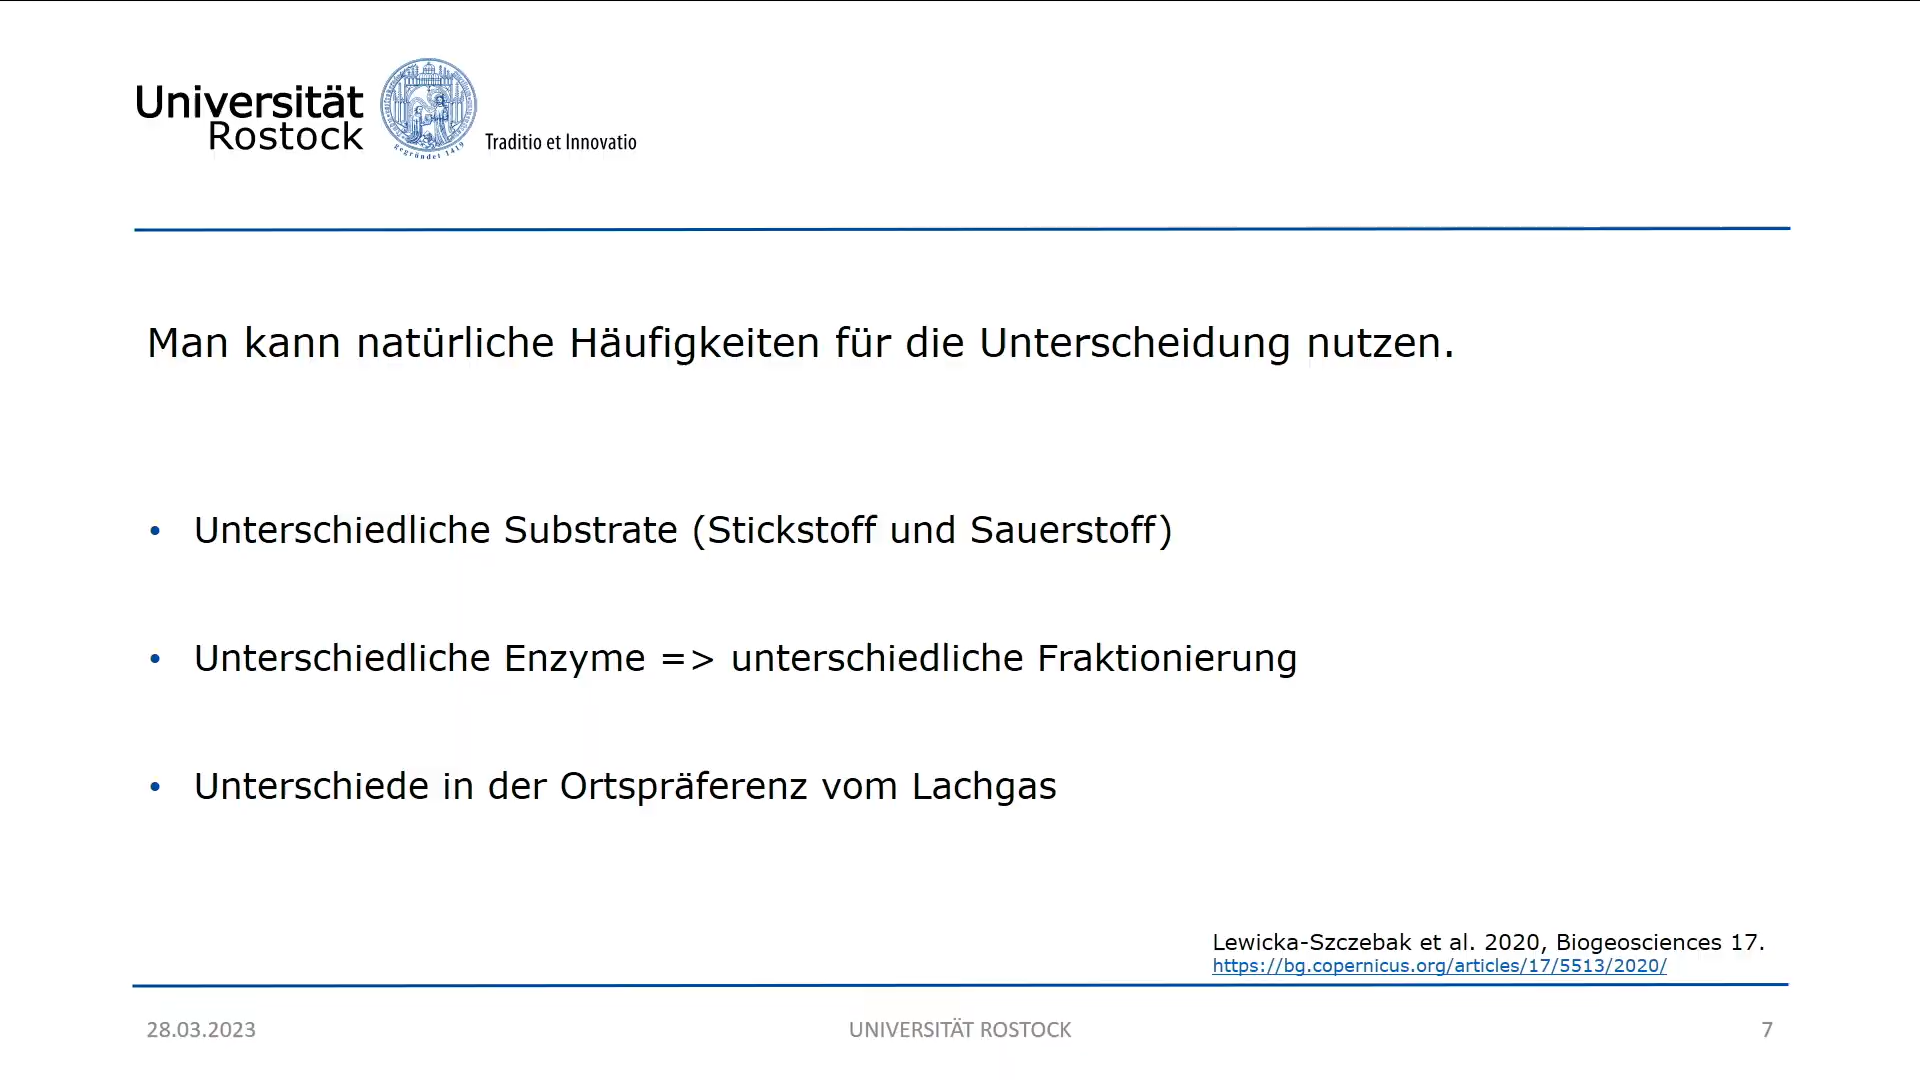 Universität
Rostock
gegründet 1419
Traditio et Innovatio
Man kann natürliche Häufigkeiten für die Unterscheidung nutzen.
• Unterschiedliche Substrate (Stickstoff und Sauerstoff)
• Unterschiedliche Enzyme => unterschiedliche Fraktionierung
• Unterschiede in der Ortspräferenz vom Lachgas
Lewicka-Szczebak et al. 2020, Biogeosciences 17.
https://bg.copernicus.org/articles/17/5513/2020/
28.03.2023
UNIVERSITÄT ROSTOCK
7